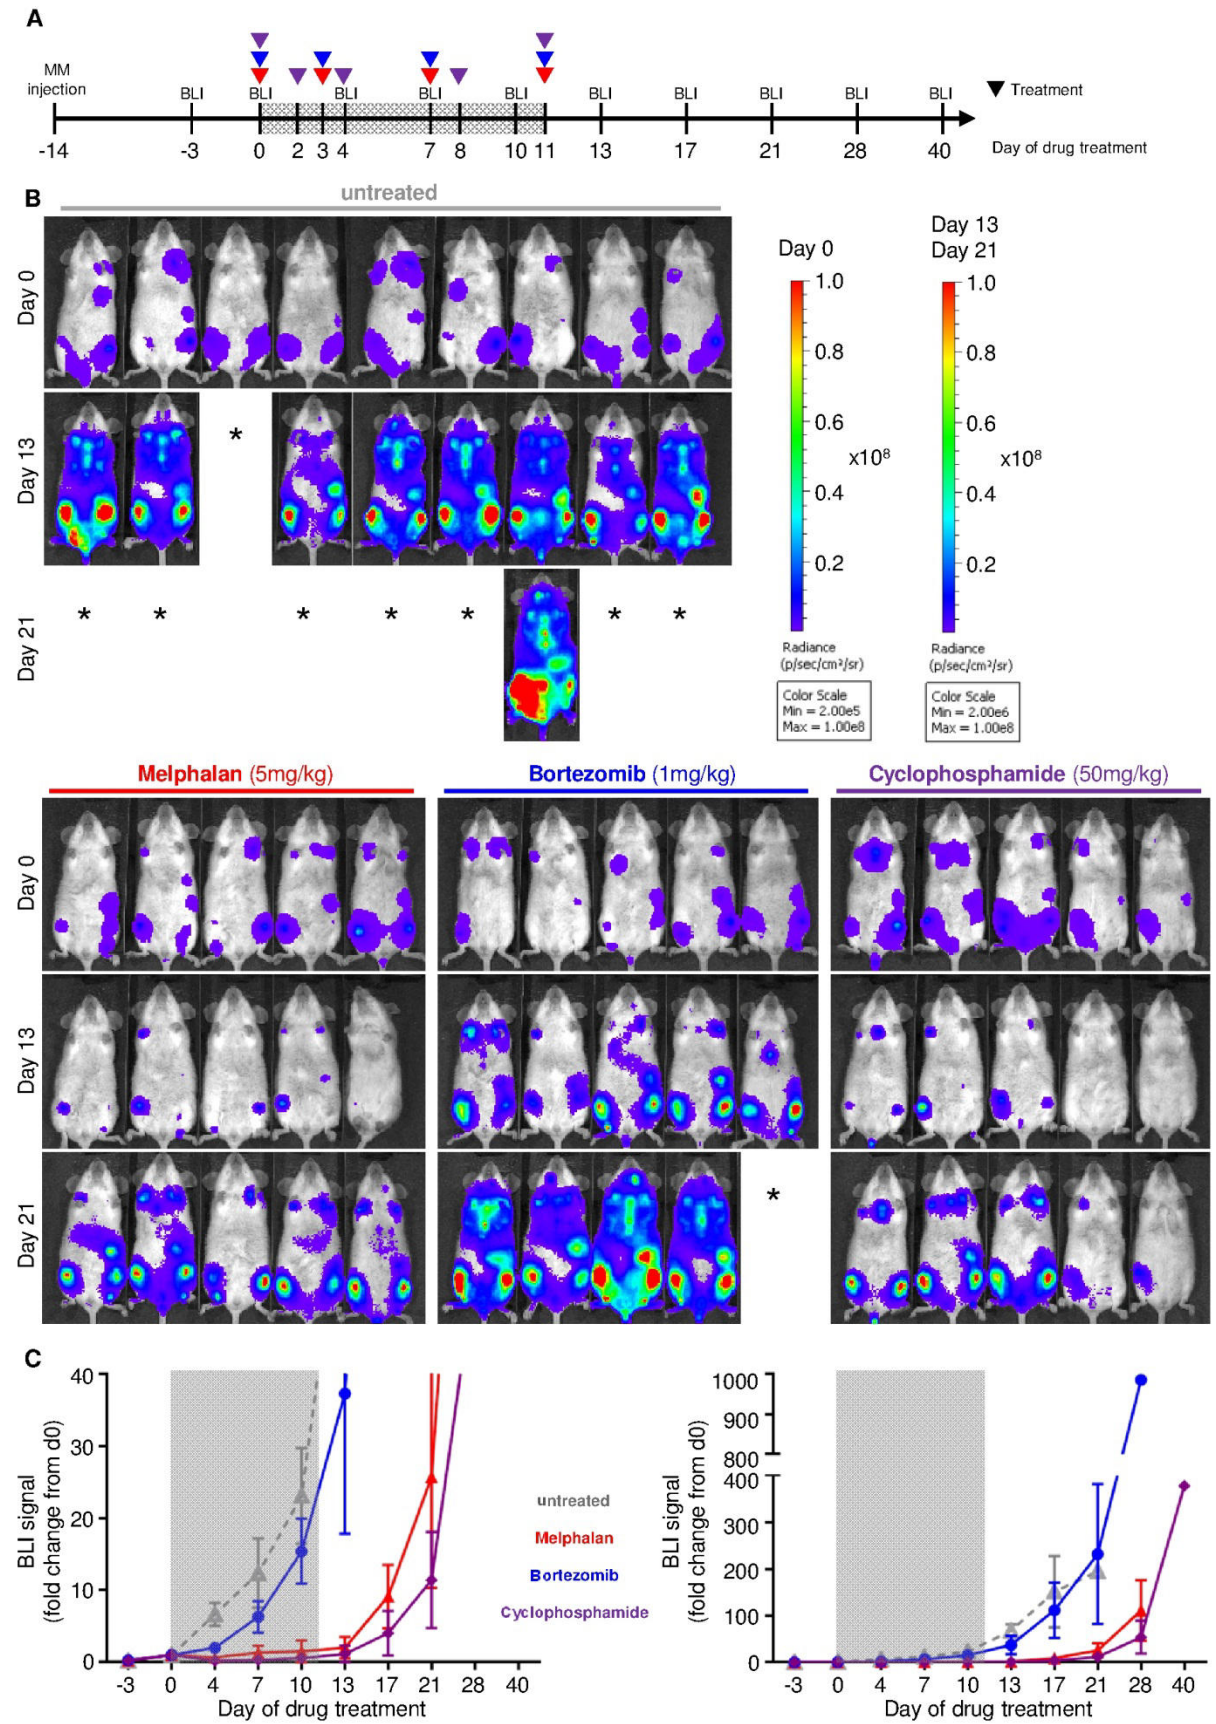 A
MM
injection
BLI BLI BLI BLI BLI BLI BLI BLI BLI BLI
Treatment
-14 -3 0 2 3 4 7 8 10 11 13 17 21 28 40
Day of drug treatment
B
untreated
Day 0
Day 13
*
Day 21
* * * * * * *
Day 0
Day 13
Day 21
1.0
0.8
0.6
0.4
0.2
x10⁸
1.0
0.8
0.6
0.4
0.2
x10⁸
Radiance
(p/sec/cm²/sr)
Color Scale
Min = 2.00e5
Max = 1.00e8
Radiance
(p/sec/cm²/sr)
Color Scale
Min = 2.00e6
Max = 1.00e8
Melphalan (5mg/kg) Bortezomib (1mg/kg) Cyclophosphamide (50mg/kg)
Day 0
Day 13
Day 21
*
C
BLI signal
(fold change from d0)
40
30
20
10
0
-3 0 4 7 10 13 17 21 28 40
Day of drug treatment
untreated
Melphalan
Bortezomib
Cyclophosphamide
BLI signal
(fold change from d0)
1000
900
800
400
300
200
100
0
-3 0 4 7 10 13 17 21 28 40
Day of drug treatment